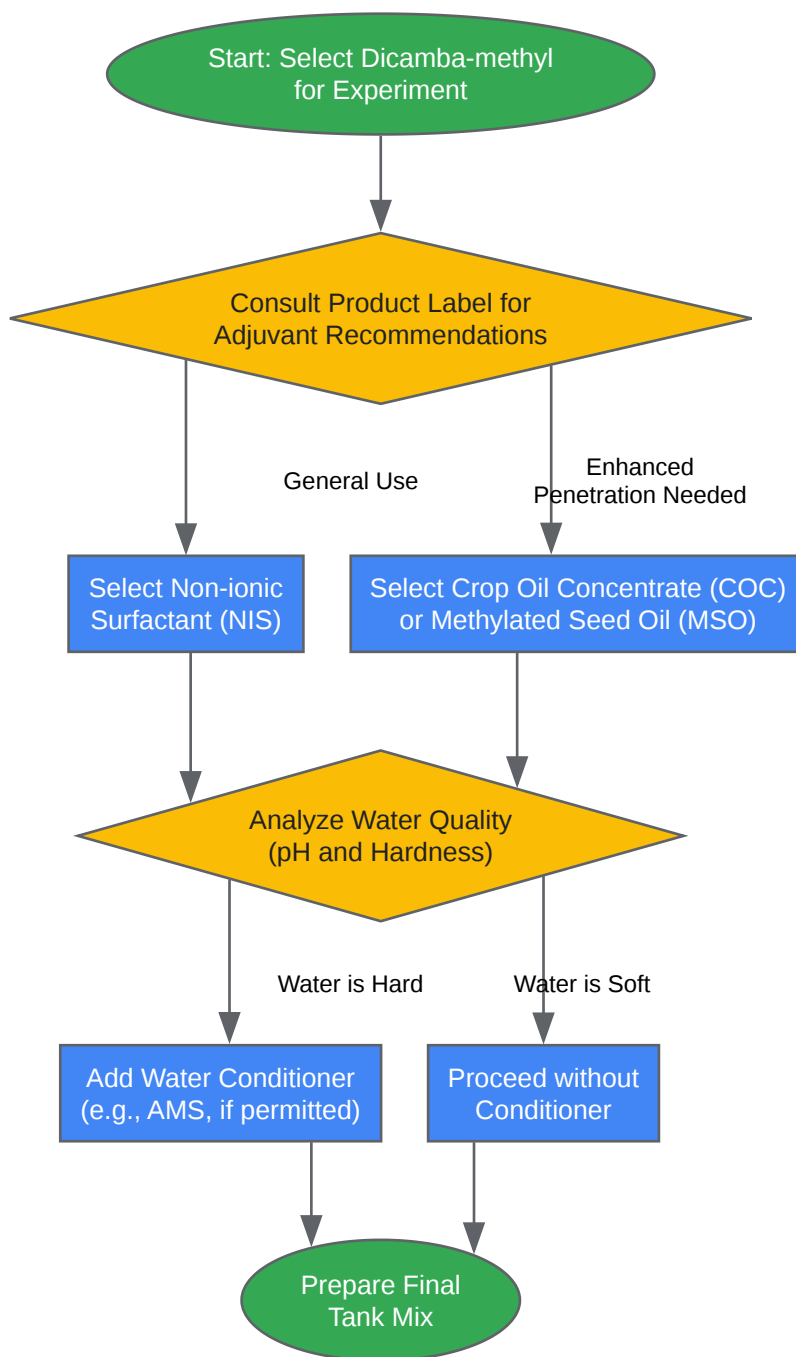 Start: Select Dicamba-methyl
for Experiment
Consult Product Label for
Adjuvant Recommendations
General Use
Enhanced
Penetration Needed
Select Non-ionic
Surfactant (NIS)
Select Crop Oil Concentrate (COC)
or Methylated Seed Oil (MSO)
Analyze Water Quality
(pH and Hardness)
Water is Hard
Water is Soft
Add Water Conditioner
(e.g., AMS, if permitted)
Proceed without
Conditioner
Prepare Final
Tank Mix